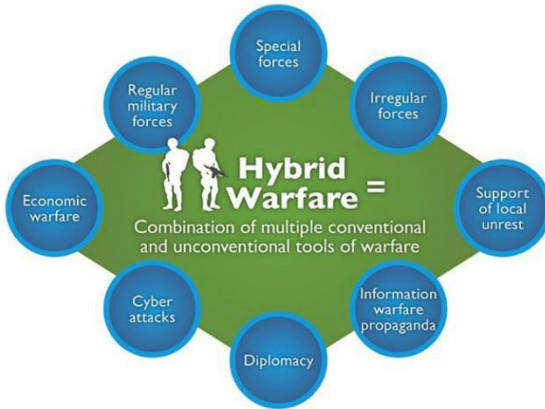 Special
forces
Regular
military
forces
Irregular
forces
Hybrid
Warfare =
Combination of multiple conventional
and unconventional tools of warfare
Economic
warfare
Support
of local
unrest
Cyber
attacks
Information
warfare
propaganda
Diplomacy